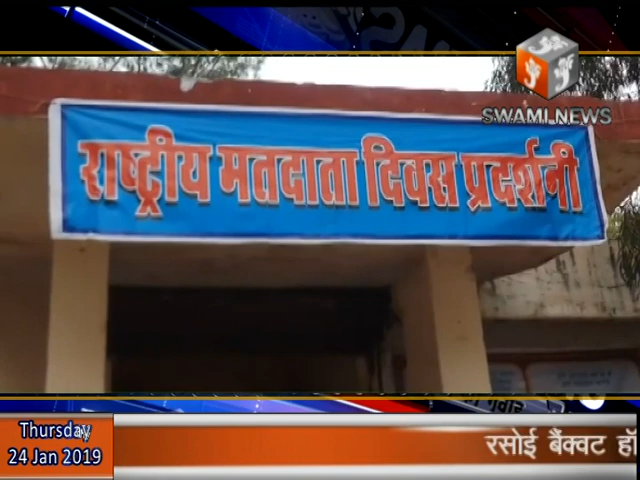 SWAMI NEWS
राष्ट्रीय मतदाता दिवस प्रदर्शनी
Thursday
24 Jan 2019
रसोई बैंक्वट हॉ